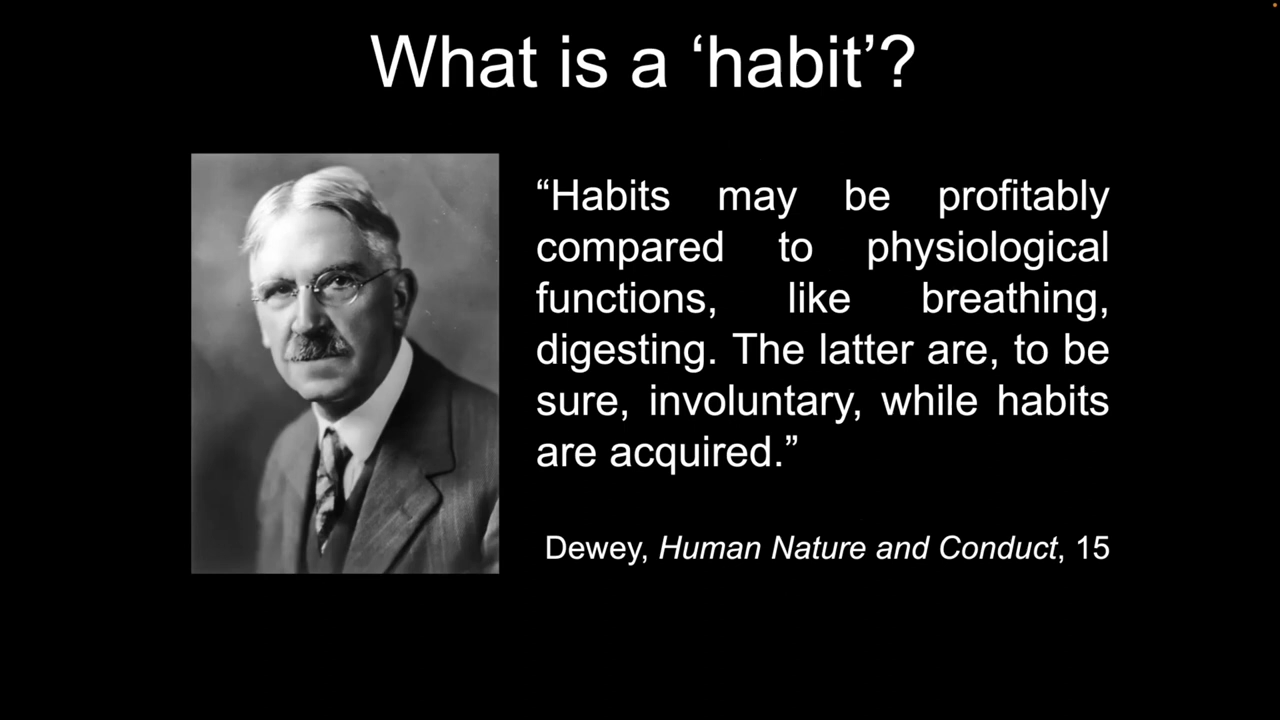 What is a ‘habit’?
“Habits may be profitably
compared to physiological
functions, like breathing,
digesting. The latter are, to be
sure, involuntary, while habits
are acquired.”
Dewey, Human Nature and Conduct, 15